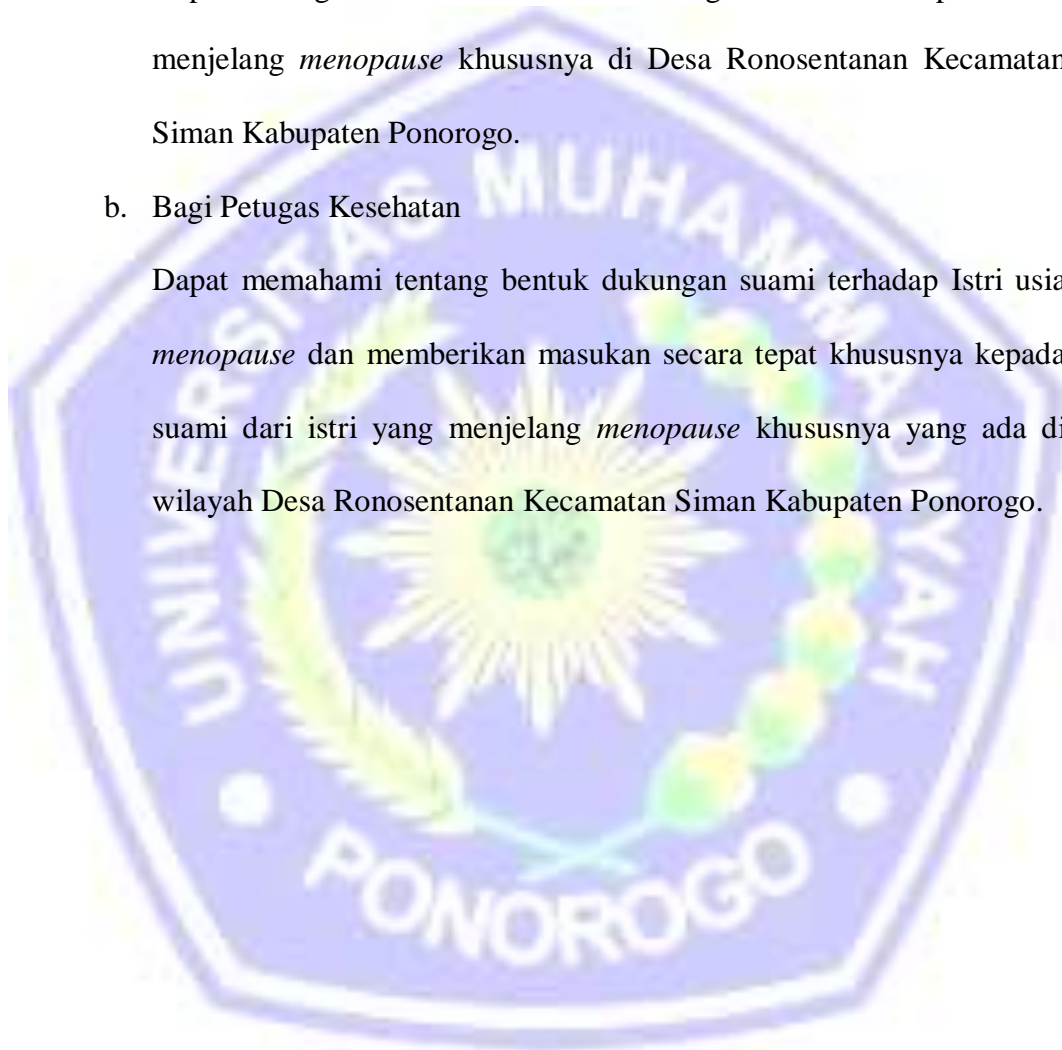 menjelang menopause khususnya di Desa Ronosentanan Kecamatan
Siman Kabupaten Ponorogo.
b. Bagi Petugas Kesehatan
Dapat memahami tentang bentuk dukungan suami terhadap Istri usia
menopause dan memberikan masukan secara tepat khususnya kepada
suami dari istri yang menjelang menopause khususnya yang ada di
wilayah Desa Ronosentanan Kecamatan Siman Kabupaten Ponorogo.
UNIVERSITAS MUHAMMADIYAH
PONOROGO